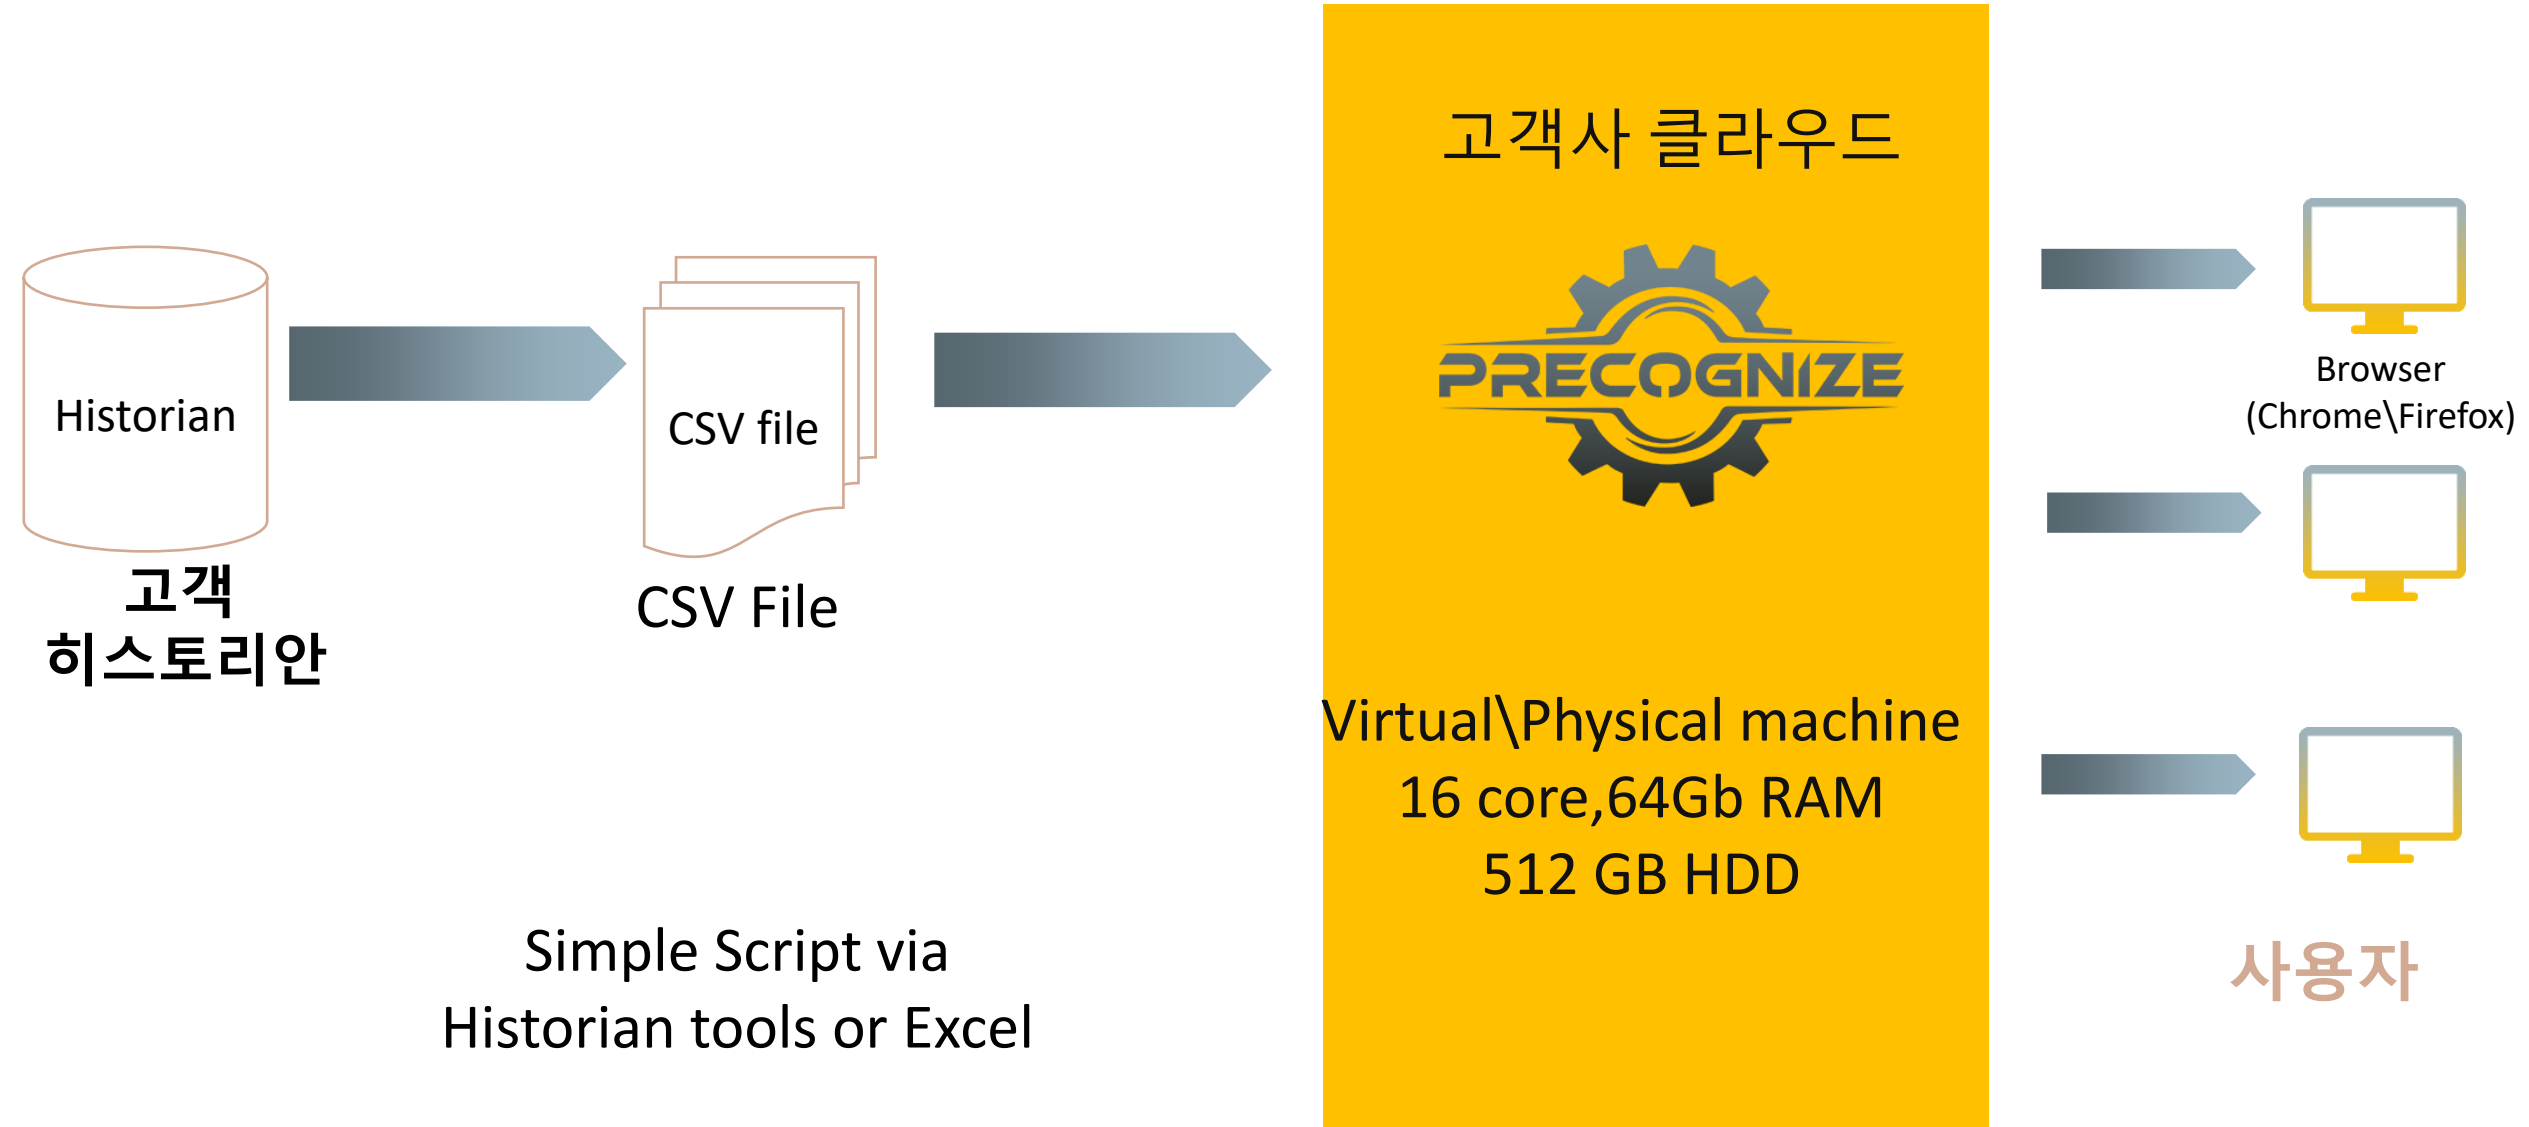 Historian
고객
히스토리안
CSV file
CSV File
Simple Script via
Historian tools or Excel
고객사 클라우드
PRECOGNIZE
Virtual\Physical machine
16 core,64Gb RAM
512 GB HDD
Browser
(Chrome\Firefox)
사용자